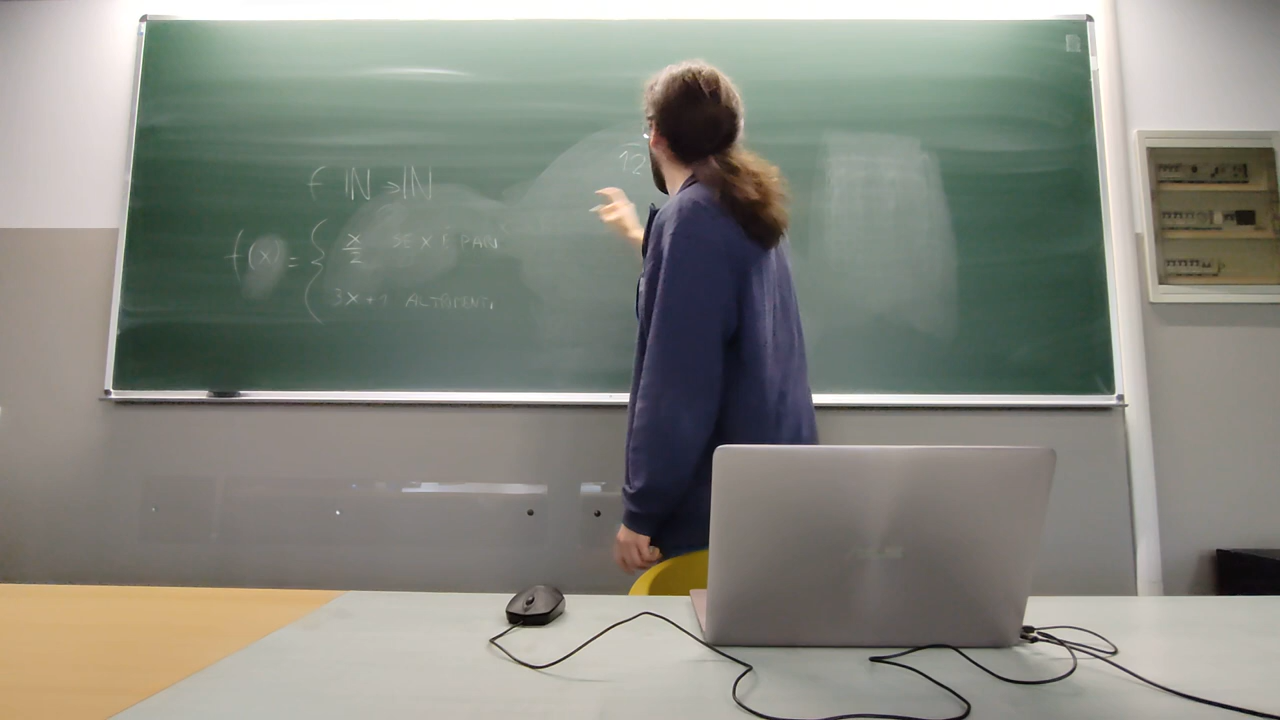 f IN → IN
f(x) = { x/2 SE X È PARI
3X+1 ALTRIMENTI
12